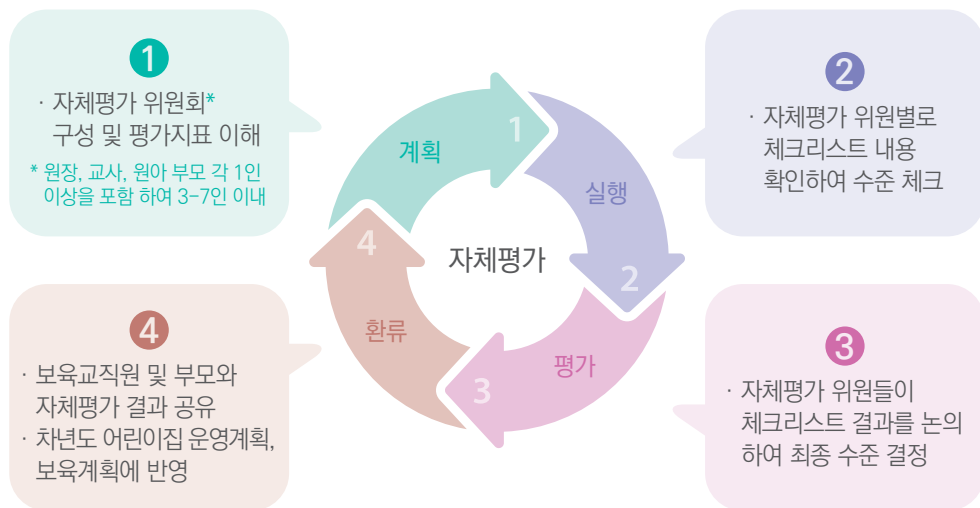 1
· 자체평가 위원회*
구성 및 평가지표 이해
* 원장, 교사, 원아 부모 각 1인
이상을 포함 하여 3-7인 이내
2
· 자체평가 위원별로
체크리스트 내용
확인하여 수준 체크
계획
1
실행
2
자체평가
평가
3
환류
4
4
· 보육교직원 및 부모와
자체평가 결과 공유
· 차년도 어린이집 운영계획,
보육계획에 반영
3
· 자체평가 위원들이
체크리스트 결과를 논의
하여 최종 수준 결정